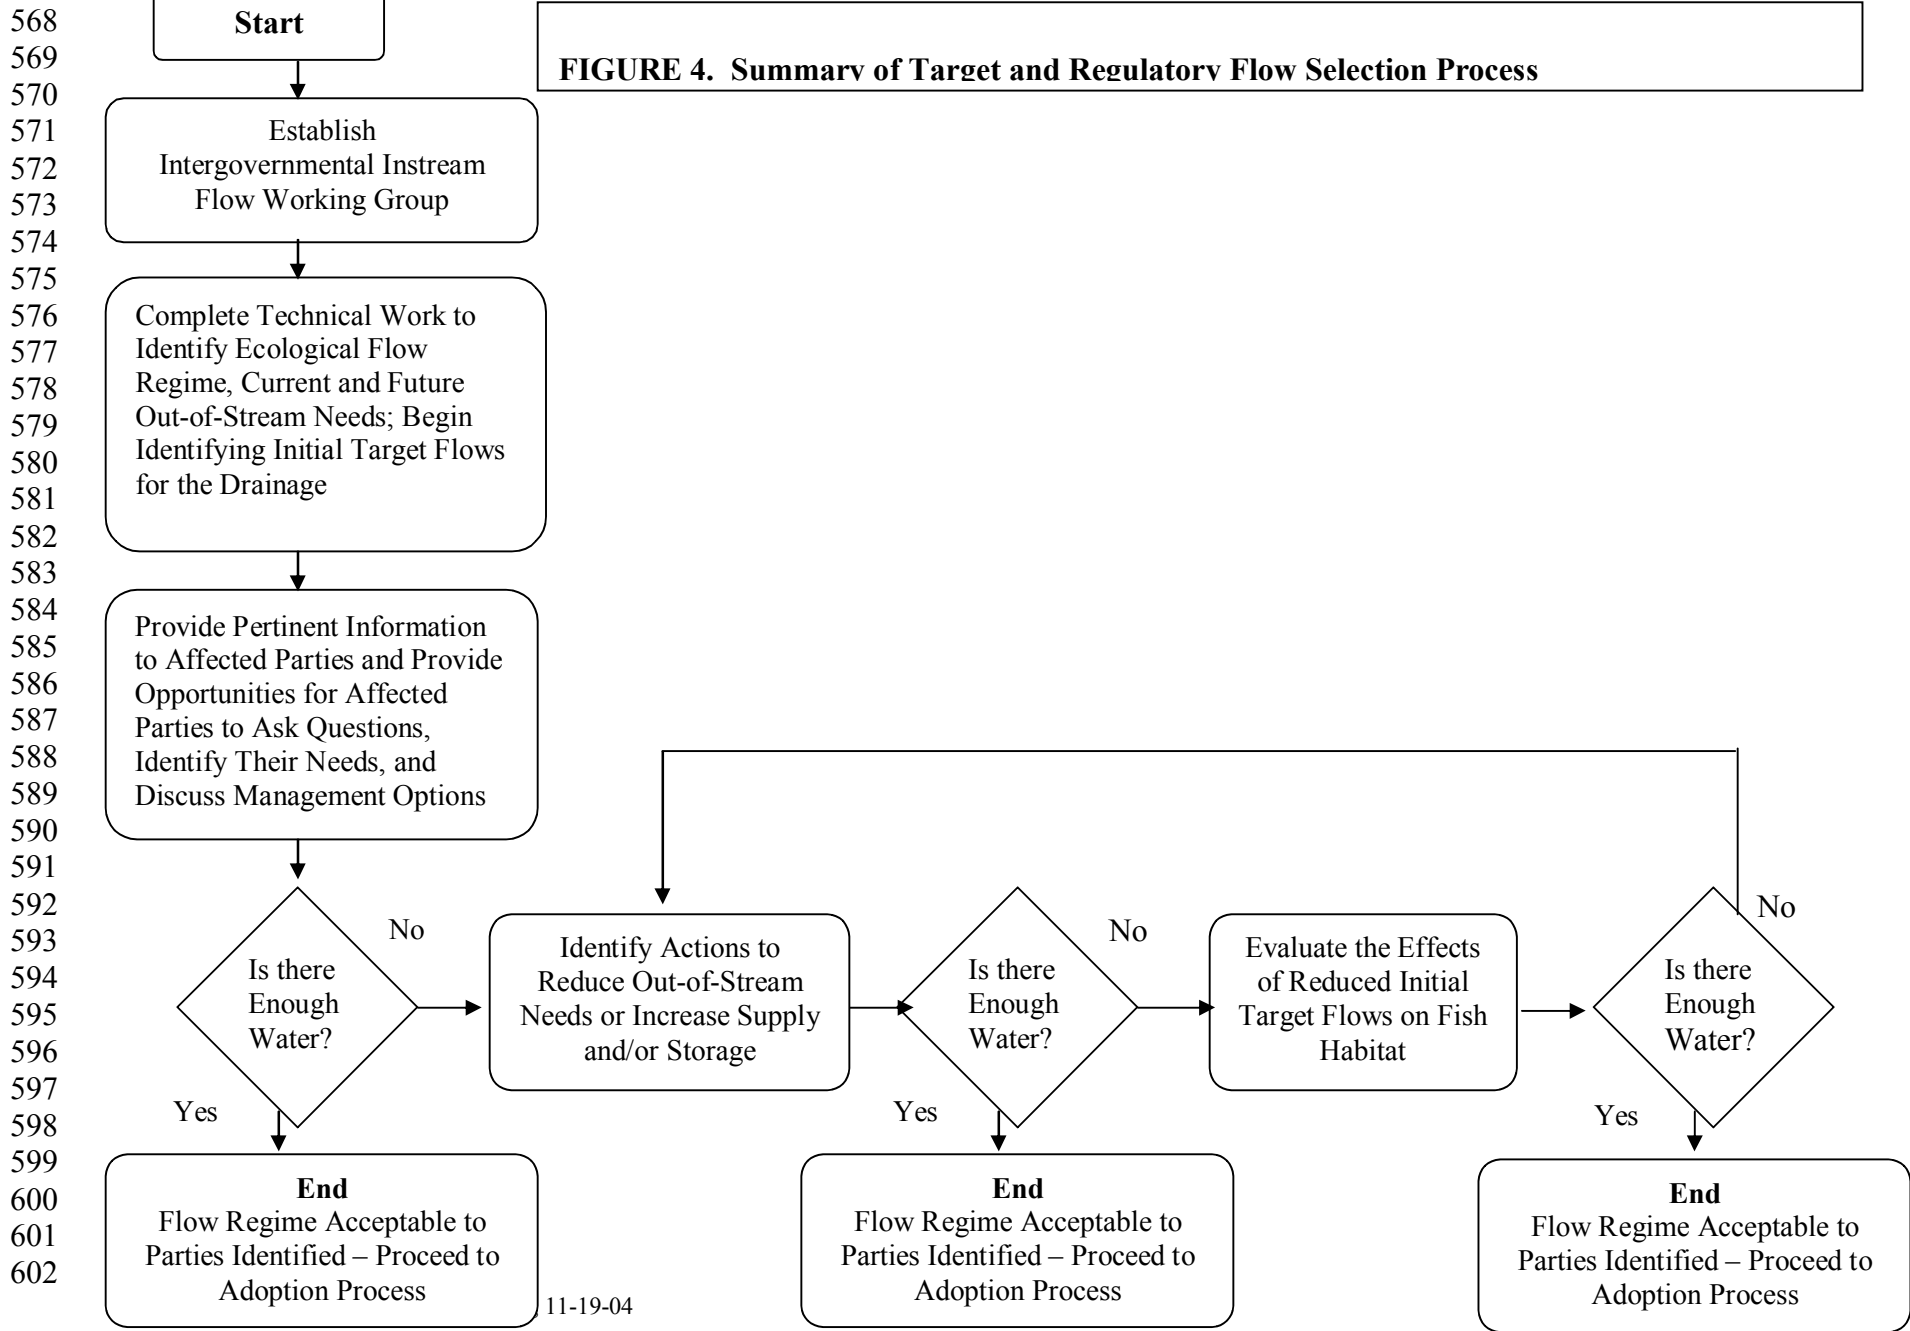 568
569
570
571
572
573
574
575
576
577
578
579
580
581
582
583
584
585
586
587
588
589
590
591
592
593
594
595
596
597
598
599
600
601
602
Start
FIGURE 4. Summary of Target and Regulatory Flow Selection Process
Establish
Intergovernmental Instream
Flow Working Group
Complete Technical Work to
Identify Ecological Flow
Regime, Current and Future
Out-of-Stream Needs; Begin
Identifying Initial Target Flows
for the Drainage
Provide Pertinent Information
to Affected Parties and Provide
Opportunities for Affected
Parties to Ask Questions,
Identify Their Needs, and
Discuss Management Options
Is there
Enough
Water?
No
Yes
Identify Actions to
Reduce Out-of-Stream
Needs or Increase Supply
and/or Storage
Is there
Enough
Water?
No
Yes
Evaluate the Effects
of Reduced Initial
Target Flows on Fish
Habitat
Is there
Enough
Water?
No
Yes
End
Flow Regime Acceptable to
Parties Identified – Proceed to
Adoption Process
End
Flow Regime Acceptable to
Parties Identified – Proceed to
Adoption Process
End
Flow Regime Acceptable to
Parties Identified – Proceed to
Adoption Process
11-19-04